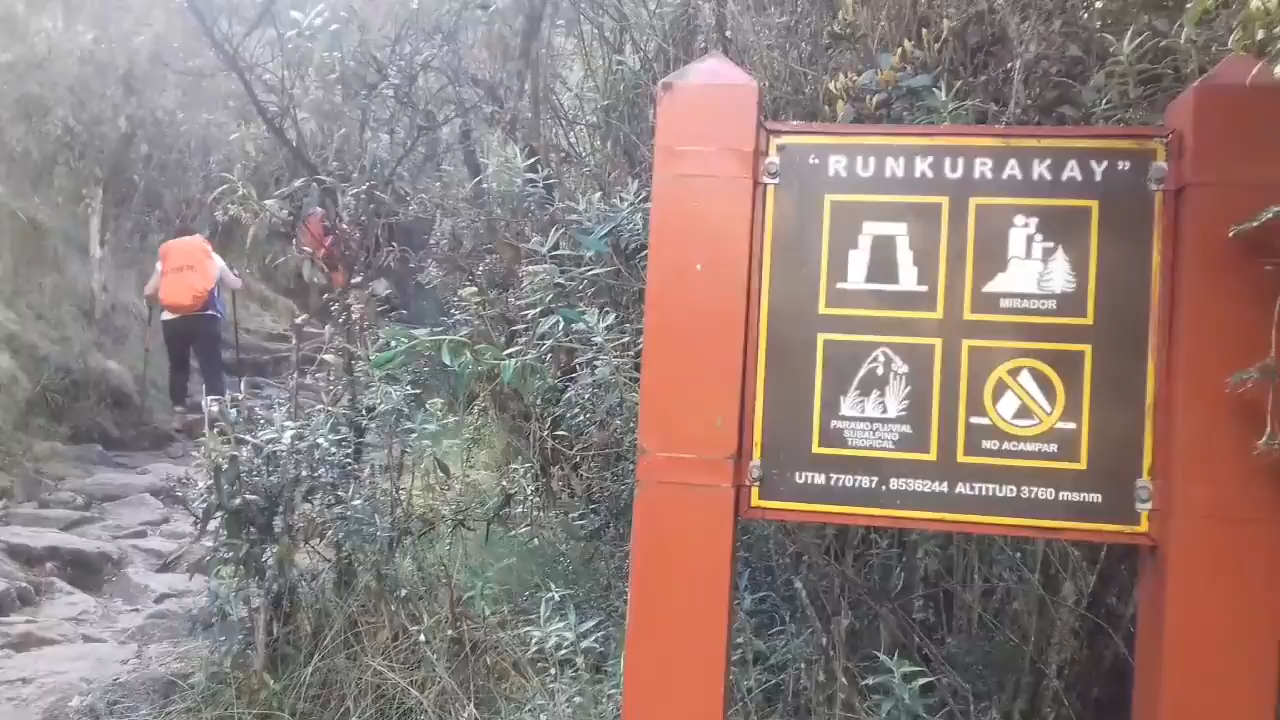 “RUNKURAKAY”
MIRADOR
PARAMO PLUVIAL
SUBALPINO
TROPICAL
NO ACAMPAR
UTM 770787 , 8536244 ALTITUD 3760 msnm